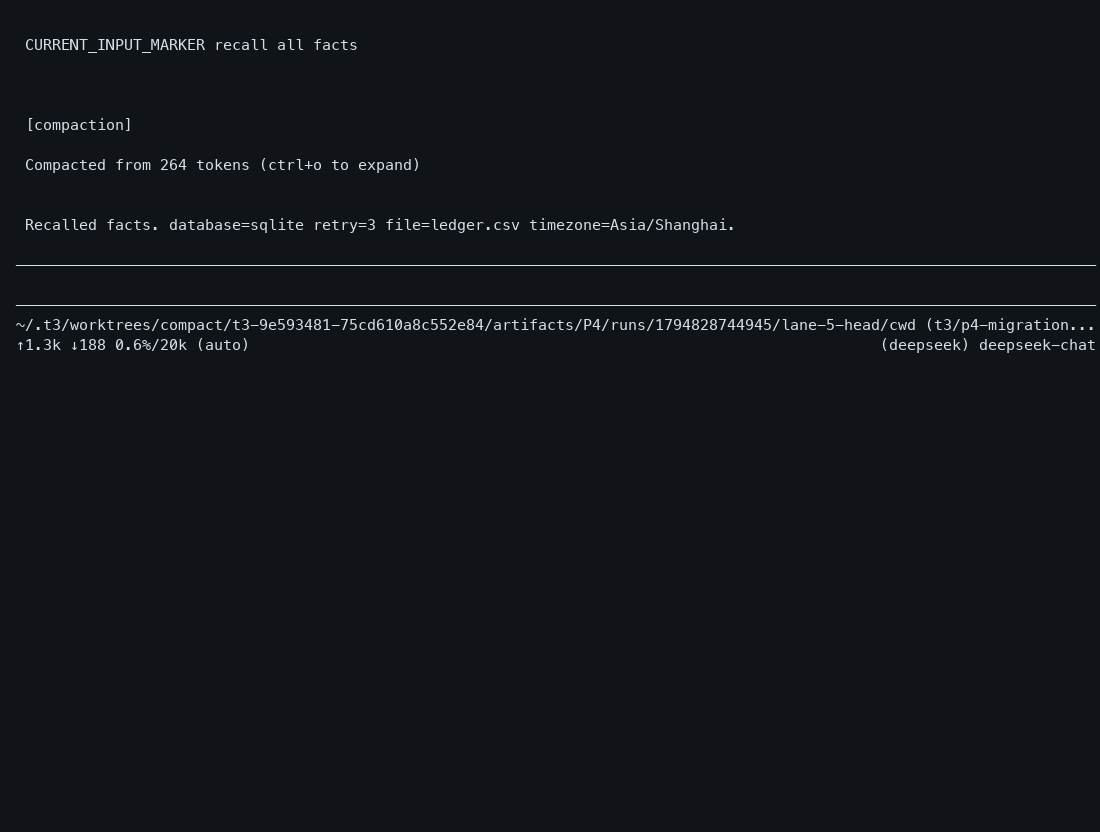 CURRENT_INPUT_MARKER recall all facts
[compaction]
Compacted from 264 tokens (ctrl+o to expand)
Recalled facts. database=sqlite retry=3 file=ledger.csv timezone=Asia/Shanghai.
~/.t3/worktrees/compact/t3-9e593481-75cd610a8c552e84/artifacts/P4/runs/1794828744945/lane-5-head/cwd (t3/p4-migration...
↑1.3k ↓188 0.6%/20k (auto) (deepseek) deepseek-chat